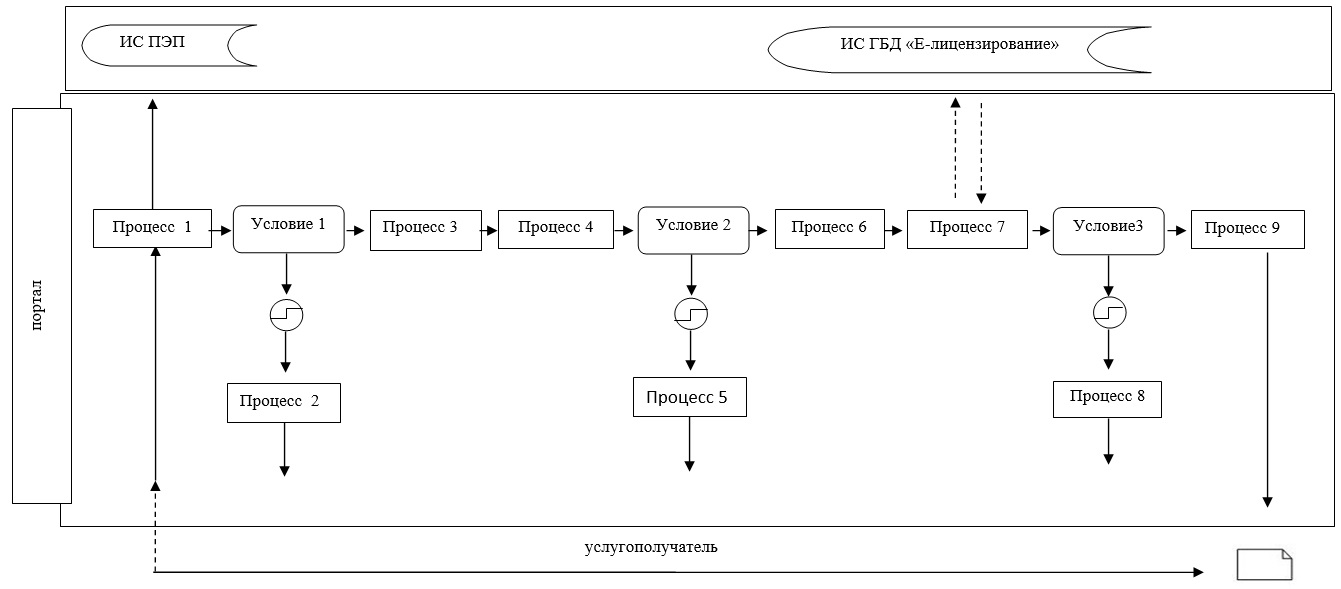 ИС ПЭП
ИС ГБД «Е-лицензирование»
портал
Процесс 1
Условие 1
Процесс 3
Процесс 4
Условие 2
Процесс 6
Процесс 7
Условие3
Процесс 9
Процесс 2
Процесс 5
Процесс 8
услугополучатель